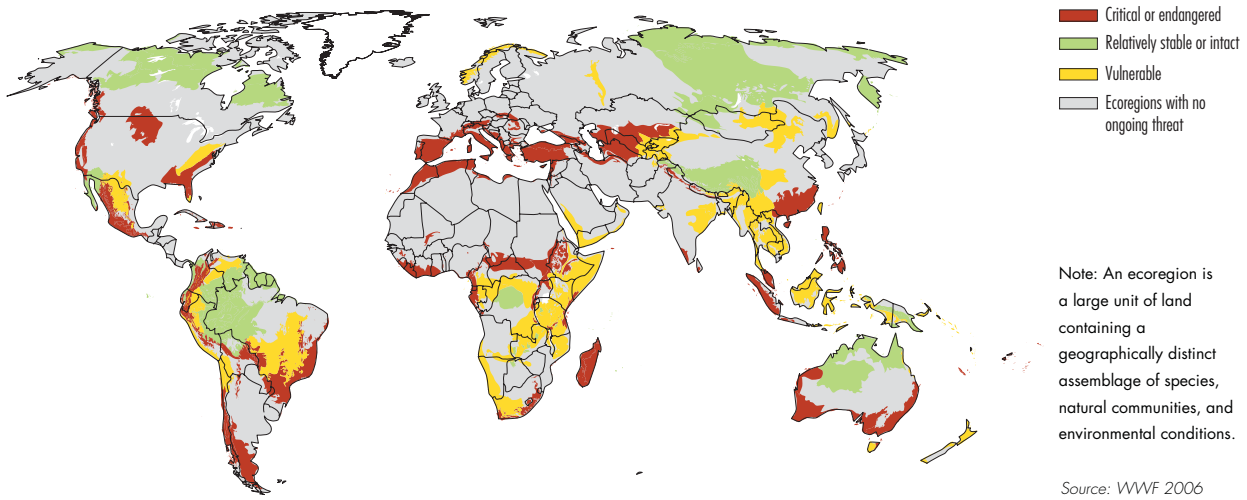 Critical or endangered
Relatively stable or intact
Vulnerable
Ecoregions with no
ongoing threat
Note: An ecoregion is
a large unit of land
containing a
geographically distinct
assemblage of species,
natural communities, and
environmental conditions.
Source: WWF 2006